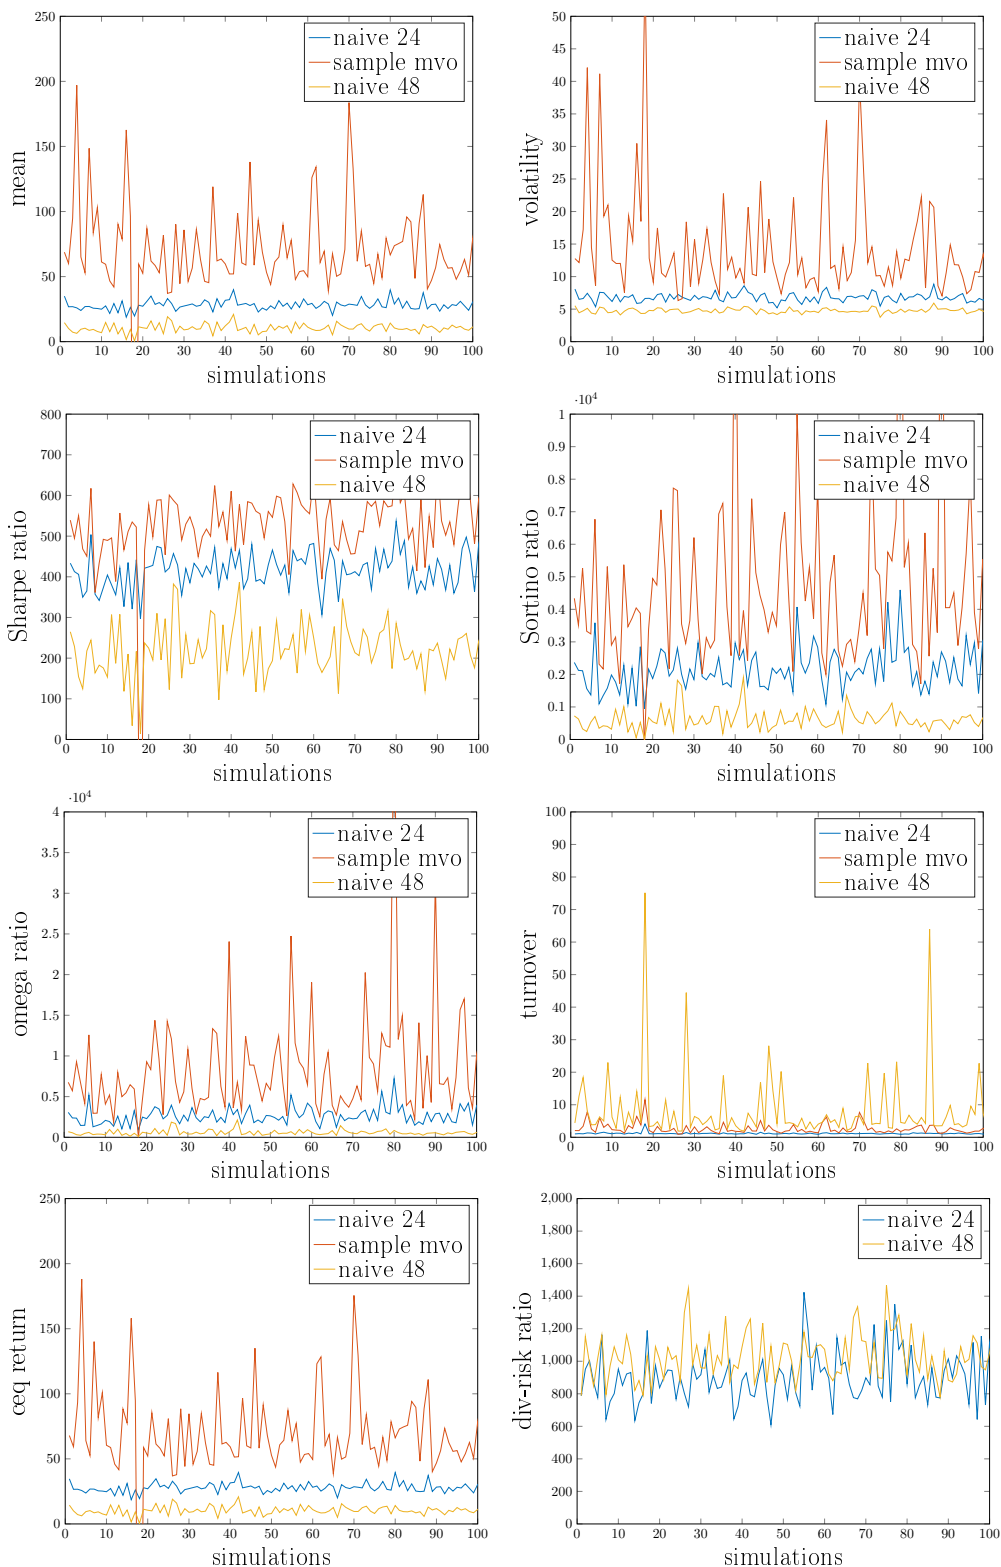 250
200
150
100
50
0
mean
naive 24
sample mvo
naive 48
0 10 20 30 40 50 60 70 80 90 100
simulations
50
45
40
35
30
25
20
15
10
5
0
volatility
naive 24
sample mvo
naive 48
0 10 20 30 40 50 60 70 80 90 100
simulations
800
700
600
500
400
300
200
100
0
Sharpe ratio
naive 24
sample mvo
naive 48
0 10 20 30 40 50 60 70 80 90 100
simulations
·10⁴
1
0.9
0.8
0.7
0.6
0.5
0.4
0.3
0.2
0.1
0
Sortino ratio
naive 24
sample mvo
naive 48
0 10 20 30 40 50 60 70 80 90 100
simulations
·10⁴
4
3.5
3
2.5
2
1.5
1
0.5
0
omega ratio
naive 24
sample mvo
naive 48
0 10 20 30 40 50 60 70 80 90 100
simulations
100
90
80
70
60
50
40
30
20
10
0
turnover
naive 24
sample mvo
naive 48
0 10 20 30 40 50 60 70 80 90 100
simulations
250
200
150
100
50
0
ceq return
naive 24
sample mvo
naive 48
0 10 20 30 40 50 60 70 80 90 100
simulations
2,000
1,800
1,600
1,400
1,200
1,000
800
600
400
200
0
div-risk ratio
naive 24
naive 48
0 10 20 30 40 50 60 70 80 90 100
simulations